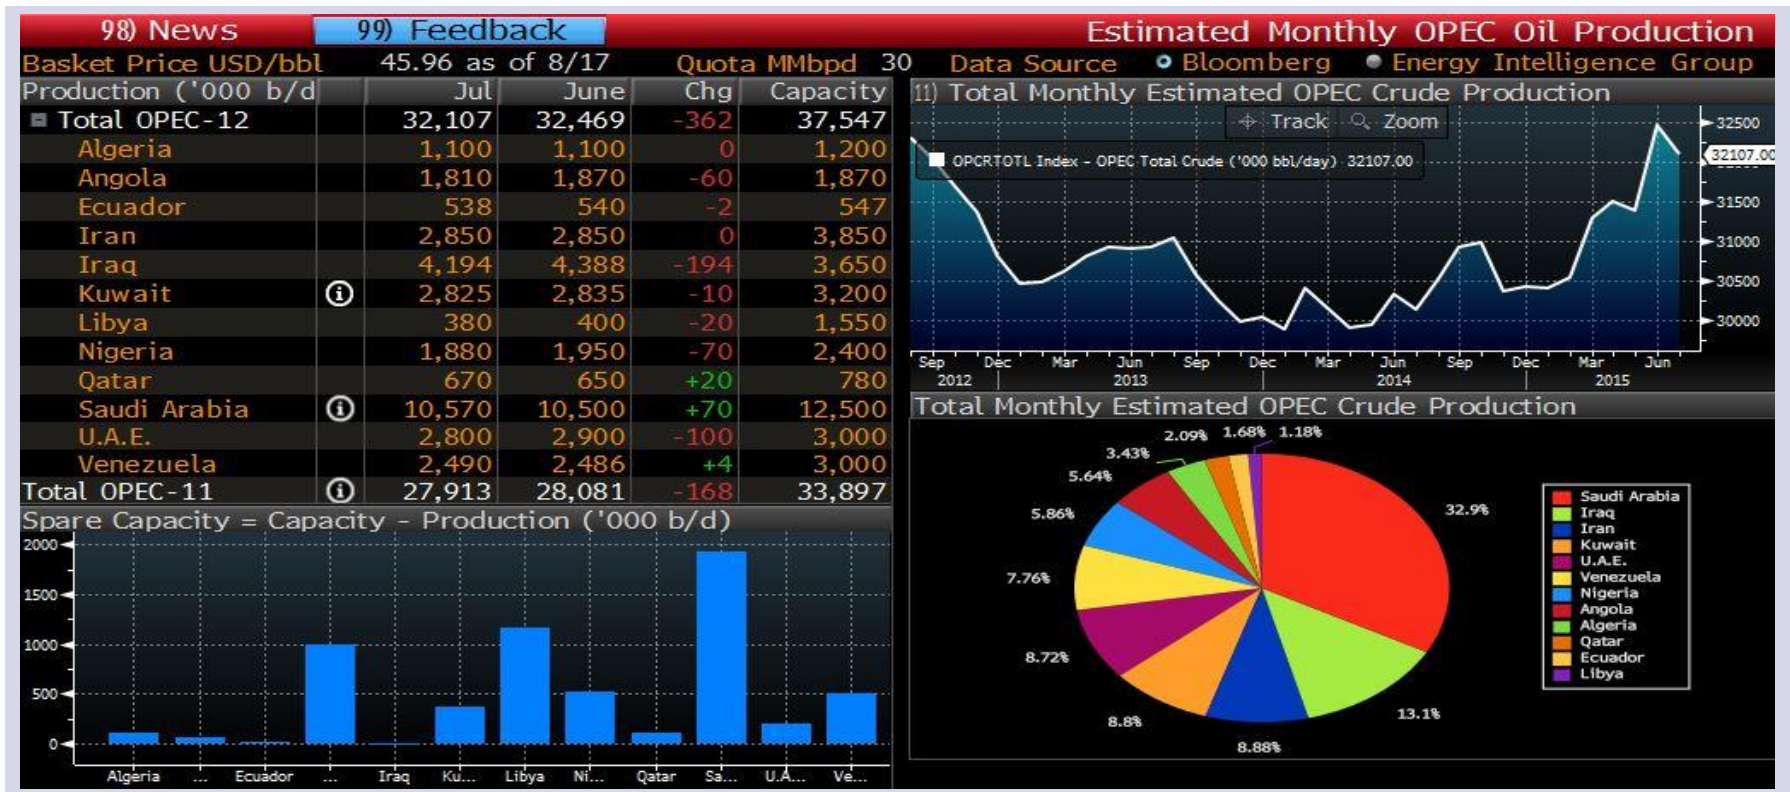 98) News 99) Feedback Estimated Monthly OPEC Oil Production
Basket Price USD/bbl 45.96 as of 8/17 Quota MMbpd 30 Data Source Bloomberg Energy Intelligence Group
Production ('000 b/d Jul June Chg Capacity
Total OPEC-12 32,107 32,469 -362 37,547
Algeria 1,100 1,100 0 1,200
Angola 1,810 1,870 -60 1,870
Ecuador 538 540 -2 547
Iran 2,850 2,850 0 3,850
Iraq 4,194 4,388 -194 3,650
Kuwait 2,825 2,835 -10 3,200
Libya 380 400 -20 1,550
Nigeria 1,880 1,950 -70 2,400
Qatar 670 650 +20 780
Saudi Arabia 10,570 10,500 +70 12,500
U.A.E. 2,800 2,900 -100 3,000
Venezuela 2,490 2,486 +4 3,000
Total OPEC-11 27,913 28,081 -168 33,897
Spare Capacity = Capacity - Production ('000 b/d)
2000
1500
1000
500
0
Algeria ... Ecuador ... Iraq Ku... Libya Ni... Qatar Sa... U.A... Ve...
11) Total Monthly Estimated OPEC Crude Production
Track Zoom
OPCRTOTL Index - OPEC Total Crude ('000 bbl/day) 32107.00
32500
32107.00
31500
31000
30500
30000
Sep Dec Mar Jun Sep Dec Mar Jun Sep Dec Mar Jun
2012 2013 2014 2015
Total Monthly Estimated OPEC Crude Production
2.09% 1.68% 1.18%
3.43%
5.64%
5.86%
32.9%
7.76%
8.72%
8.8%
13.1%
8.88%
Saudi Arabia
Iraq
Iran
Kuwait
U.A.E.
Venezuela
Nigeria
Angola
Algeria
Qatar
Ecuador
Libya